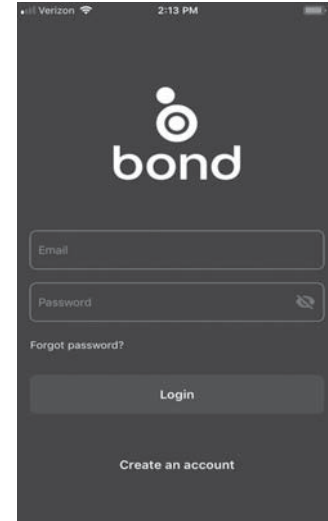 Verizon 2:13 PM
bond
Email
Password
Forgot password?
Login
Create an account